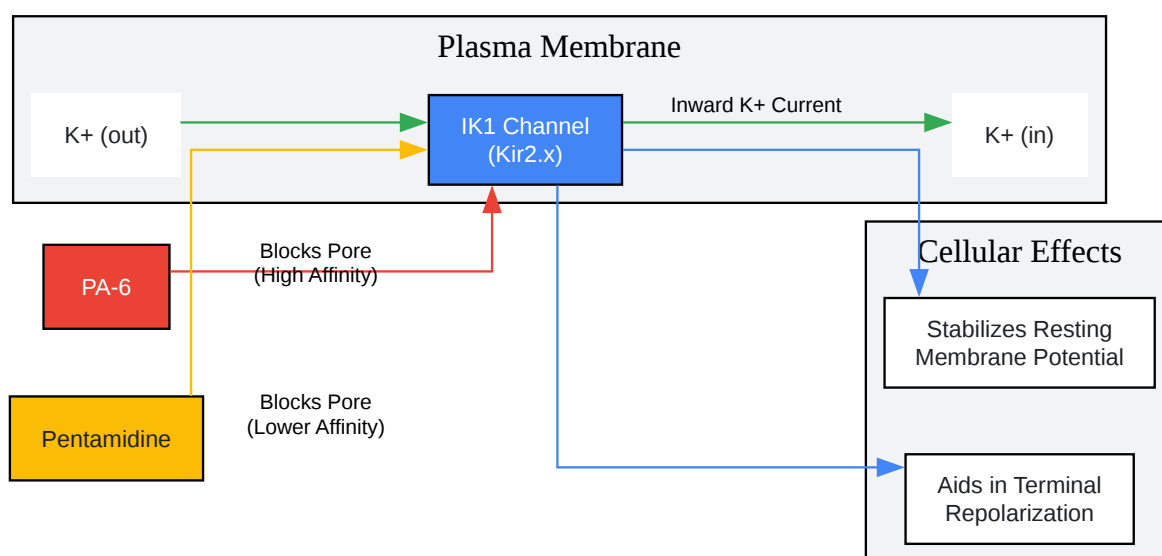 Plasma Membrane
K+ (out)
IK1 Channel
(Kir2.x)
Inward K+ Current
K+ (in)
PA-6
Blocks Pore
(High Affinity)
Cellular Effects
Stabilizes Resting
Membrane Potential
Pentamidine
Blocks Pore
(Lower Affinity)
Aids in Terminal
Repolarization